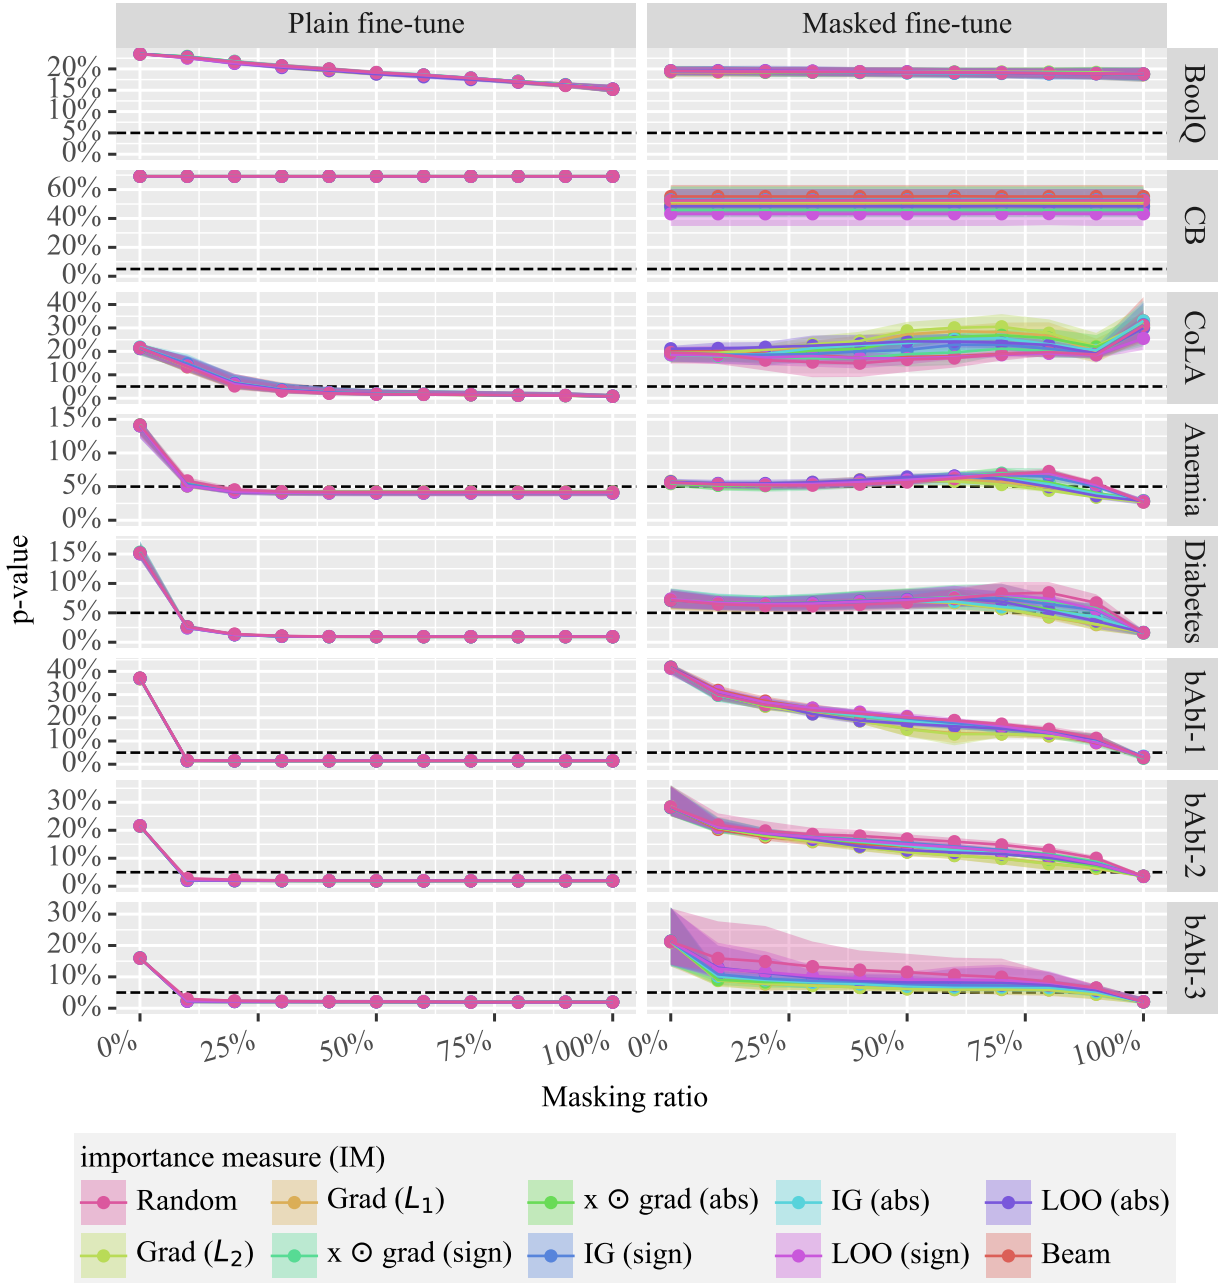 Plain fine-tune
Masked fine-tune
20%
15%
10%
5%
0%
BoolQ
60%
40%
20%
0%
CB
40%
30%
20%
10%
0%
CoLA
15%
10%
5%
0%
Anemia
15%
10%
5%
0%
Diabetes
40%
30%
20%
10%
0%
bAbI-1
30%
20%
10%
0%
bAbI-2
30%
20%
10%
0%
bAbI-3
p-value
0% 25% 50% 75% 100% 0% 25% 50% 75% 100%
Masking ratio
importance measure (IM)
Random Grad (L₁) x ⊙ grad (abs) IG (abs) LOO (abs)
Grad (L₂) x ⊙ grad (sign) IG (sign) LOO (sign) Beam